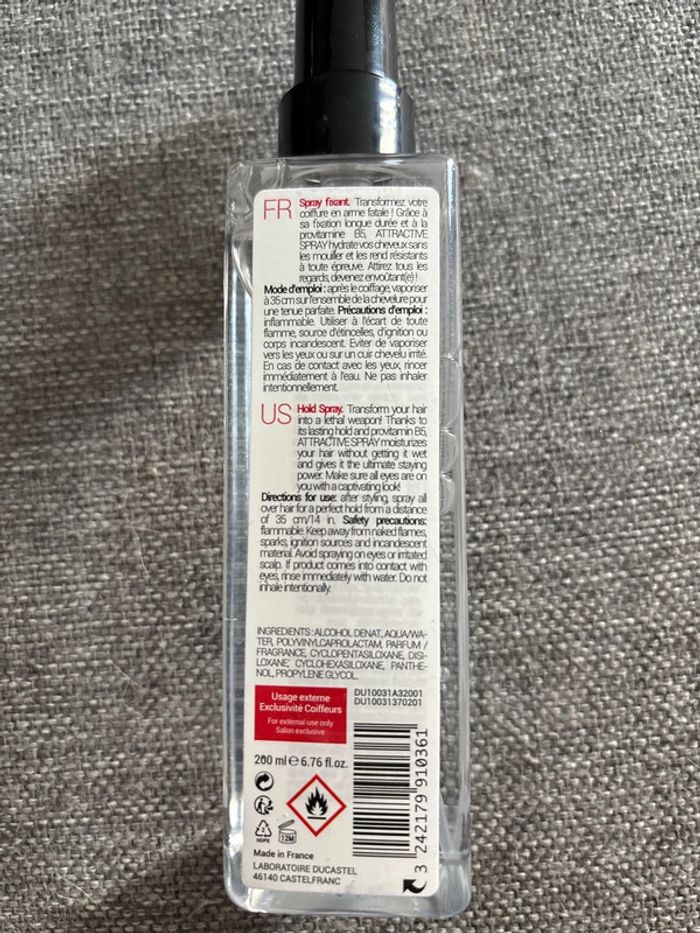 FR Spray fixant. Transformez votre
coiffure en arme fatale ! Grâce à
sa fixation longue durée et à la
provitamine B5, ATTRACTIVE
SPRAY hydrate vos cheveux sans
les mouiller et les rend résistants
à toute épreuve. Attirez tous les
regards, devenez envoûtant(e) !
Mode d'emploi : après le coiffage, vaporiser
à 35 cm sur l'ensemble de la chevelure pour
une tenue parfaite. Précautions d'emploi :
inflammable. Utiliser à l'écart de toute
flamme, source d'étincelles, d'ignition ou
corps incandescent. Eviter de vaporiser
vers les yeux ou sur un cuir chevelu irrité.
En cas de contact avec les yeux, rincer
immédiatement à l'eau. Ne pas inhaler
intentionnellement.
US Hold Spray. Transform your hair
into a lethal weapon! Thanks to
its lasting hold and provitamin B5,
ATTRACTIVE SPRAY moisturizes
your hair without getting it wet
and gives it the ultimate staying
power. Make sure all eyes are on
you with a captivating look!
Directions for use: after styling, spray all
over hair for a perfect hold from a distance
of 35 cm/14 in. Safety precautions:
flammable. Keep away from naked flames,
sparks, ignition sources and incandescent
material. Avoid spraying on eyes or irritated
scalp. If product comes into contact with
eyes, rinse immediately with water. Do not
inhale intentionally.
INGREDIENTS : ALCOHOL DENAT., AQUA/WA-
TER, POLYVINYLCAPROLACTAM, PARFUM /
FRAGRANCE, CYCLOPENTASILOXANE, DISI-
LOXANE, CYCLOHEXASILOXANE, PANTHE-
NOL, PROPYLENE GLYCOL.
Usage externe
Exclusivité Coiffeurs
For external use only
Salon exclusive
DU10031A32001
DU10031370201
200 ml e 6.76 fl.oz.
2
HDPE
12M
Made in France
LABORATOIRE DUCASTEL
46140 CASTELFRANC
3 242179 910361